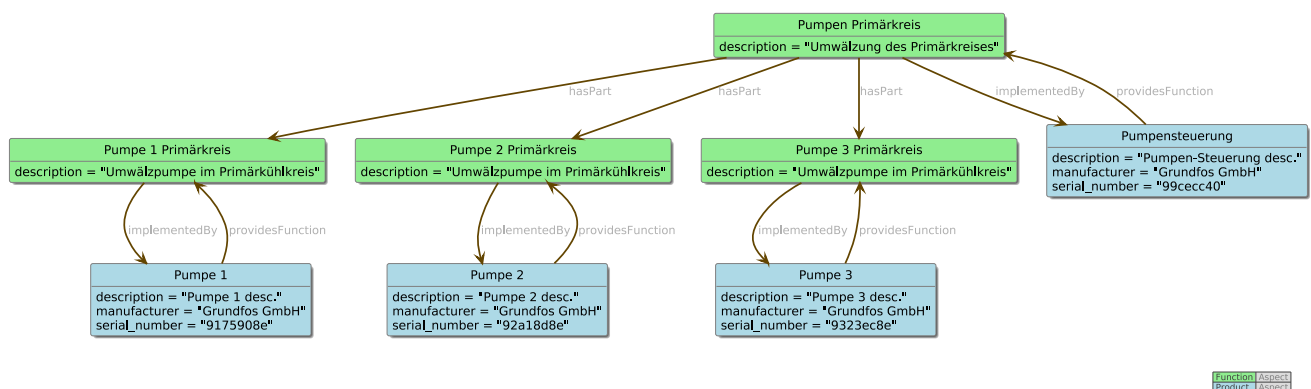 Pumpen Primärkreis
description = "Umwälzung des Primärkreises"
hasPart
hasPart
hasPart
implementedBy
providesFunction
Pumpe 1 Primärkreis
description = "Umwälzpumpe im Primärkühlkreis"
Pumpe 2 Primärkreis
description = "Umwälzpumpe im Primärkühlkreis"
Pumpe 3 Primärkreis
description = "Umwälzpumpe im Primärkühlkreis"
Pumpensteuerung
description = "Pumpen-Steuerung desc."
manufacturer = "Grundfos GmbH"
serial_number = "99cecc40"
implementedBy
providesFunction
implementedBy
providesFunction
implementedBy
providesFunction
Pumpe 1
description = "Pumpe 1 desc."
manufacturer = "Grundfos GmbH"
serial_number = "9175908e"
Pumpe 2
description = "Pumpe 2 desc."
manufacturer = "Grundfos GmbH"
serial_number = "92a18d8e"
Pumpe 3
description = "Pumpe 3 desc."
manufacturer = "Grundfos GmbH"
serial_number = "9323ec8e"
Function Aspect
Product Aspect